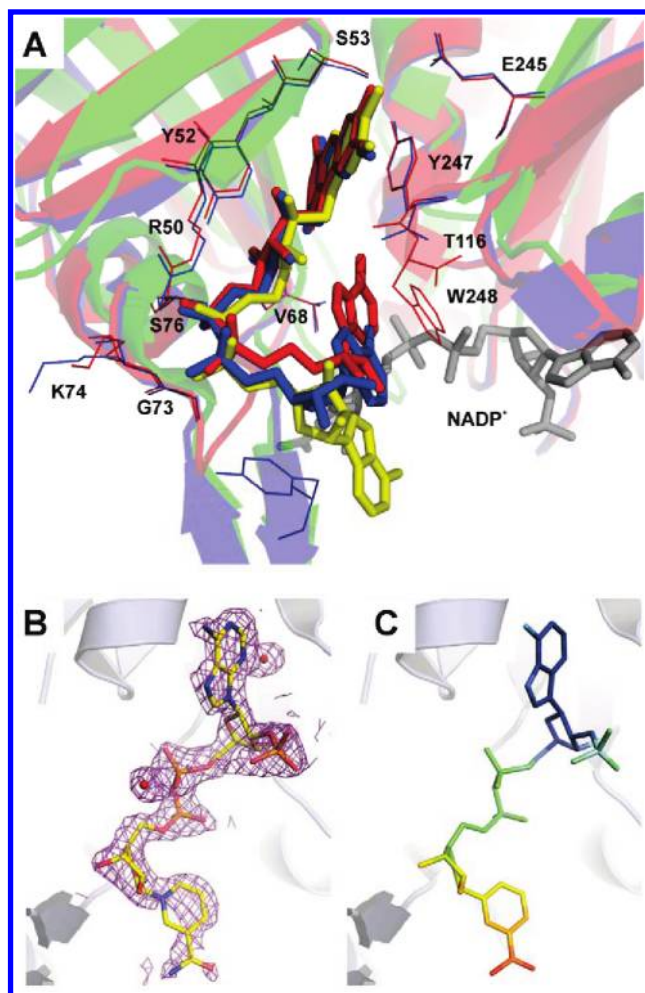 A
S53
E245
Y52
Y247
R50
T116
W248
S76
V68
K74
G73
NADP⁺
B
C